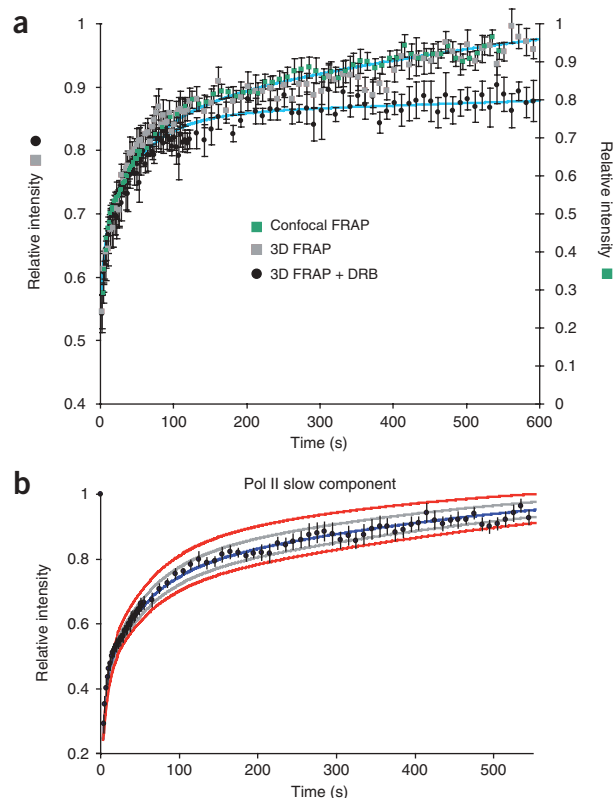 a
1
0.9
0.8
0.7
0.6
0.5
0.4
Relative intensity
Confocal FRAP
3D FRAP
3D FRAP + DRB
1
0.9
0.8
0.7
0.6
0.5
0.4
0.3
0.2
0.1
0
Relative intensity
0 100 200 300 400 500 600
Time (s)
b
Pol II slow component
1
0.8
0.6
0.4
0.2
Relative intensity
0 100 200 300 400 500
Time (s)